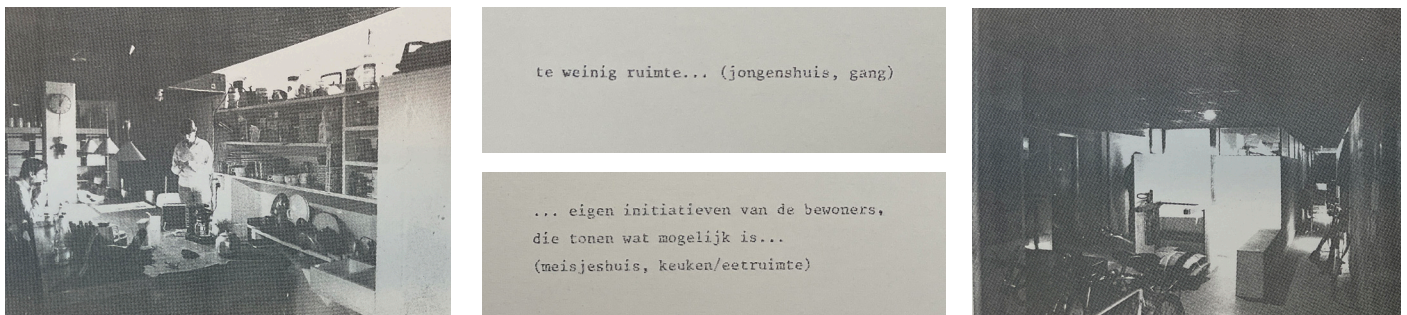 te weinig ruimte... (jongenshuis, gang)
... eigen initiatieven van de bewoners,
die tonen wat mogelijk is...
(meisjeshuis, keuken/eetruimte)